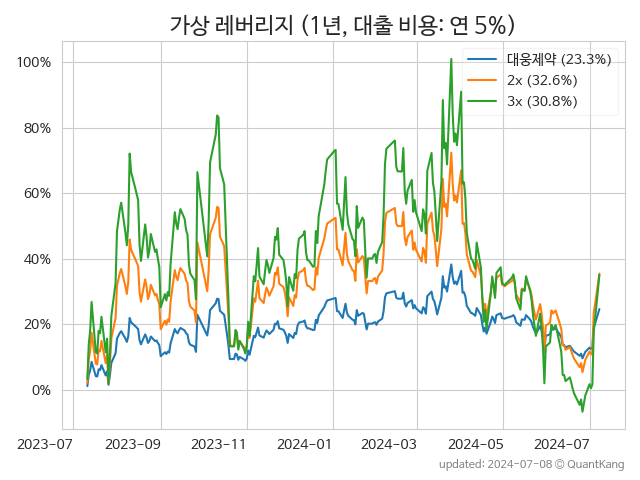 가상 레버리지 (1년, 대출 비용: 연 5%)
대웅제약 (23.3%)
2x (32.6%)
3x (30.8%)
100%
80%
60%
40%
20%
0%
2023-07 2023-09 2023-11 2024-01 2024-03 2024-05 2024-07
updated: 2024-07-08 © QuantKang